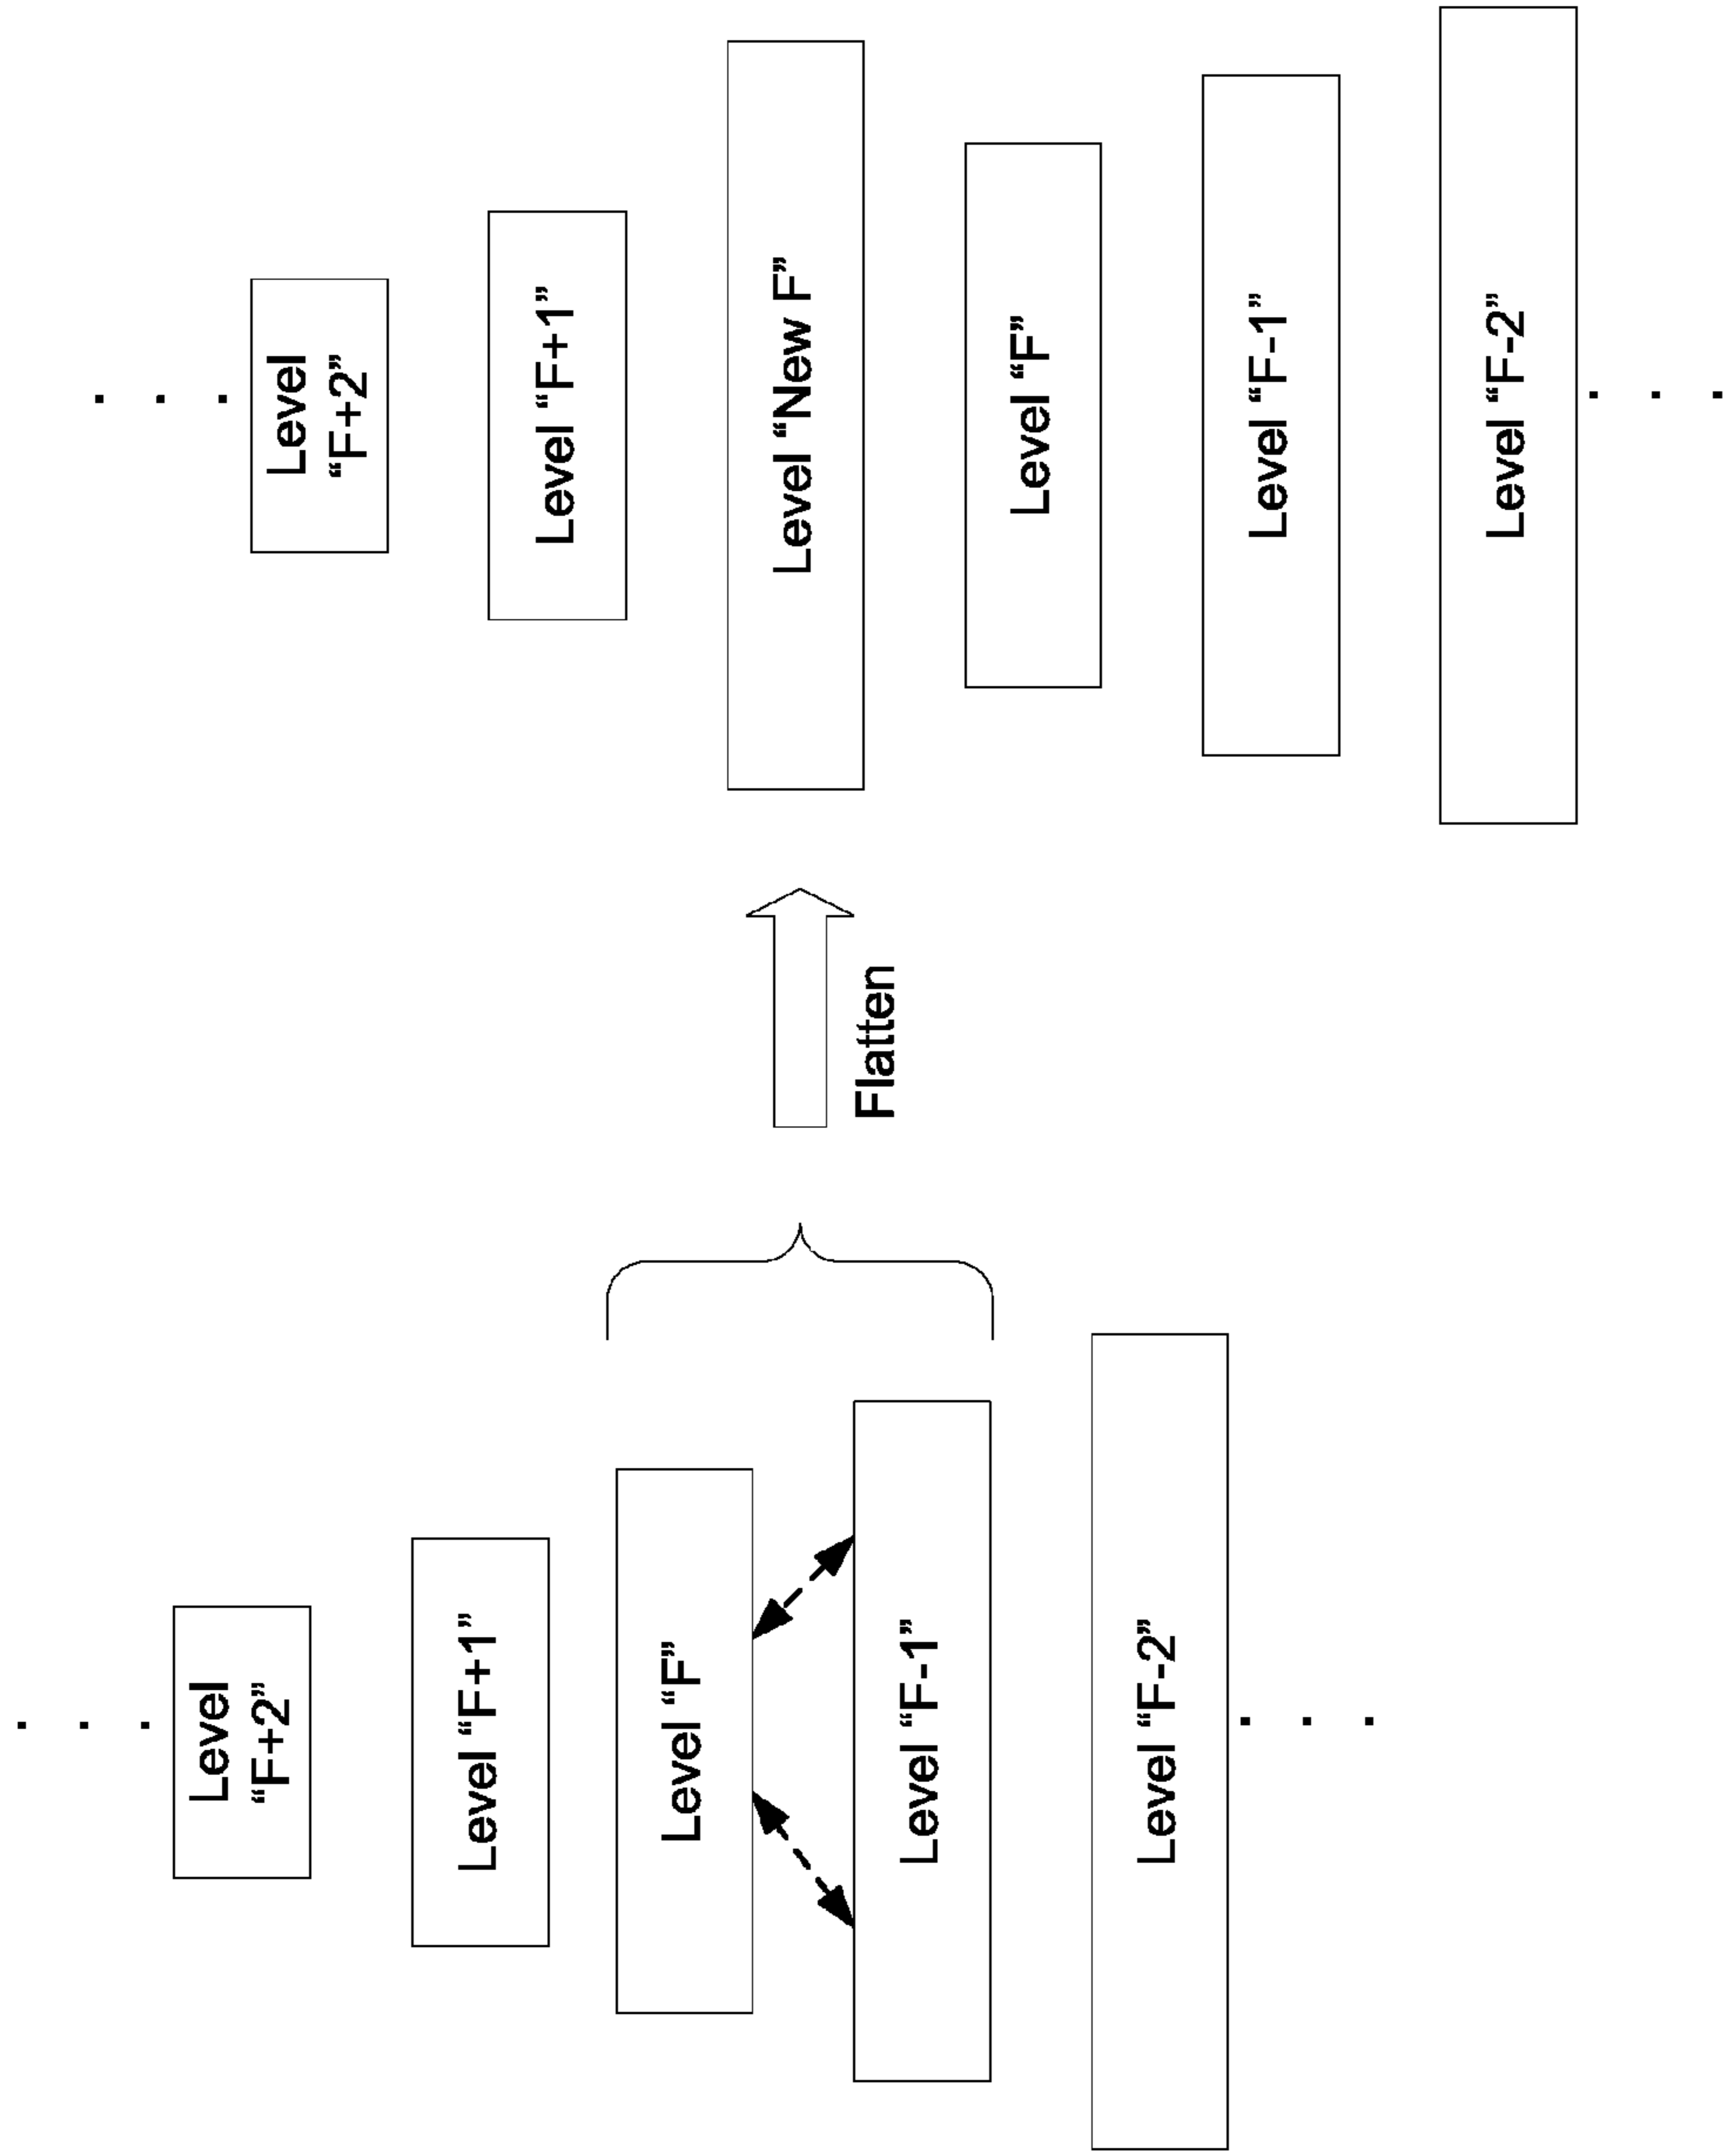 Level
“F+2”
Level “F+1”
Level “F”
Level “F-1”
Level “F-2”
Flatten
Level
“F+2”
Level “F+1”
Level “New F”
Level “F”
Level “F-1”
Level “F-2”